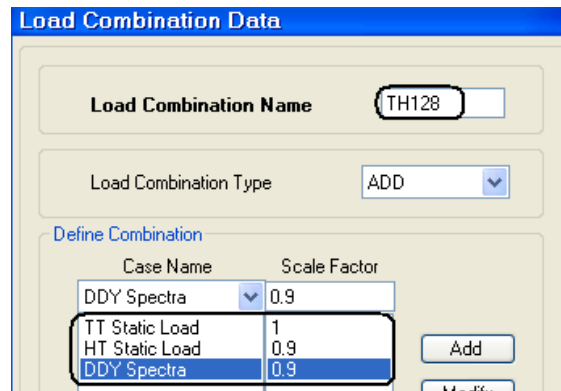 Load Combination Data
Load Combination Name TH128
Load Combination Type ADD
Define Combination
Case Name Scale Factor
DDY Spectra 0.9
TT Static Load 1
HT Static Load 0.9 Add
DDY Spectra 0.9
Modify